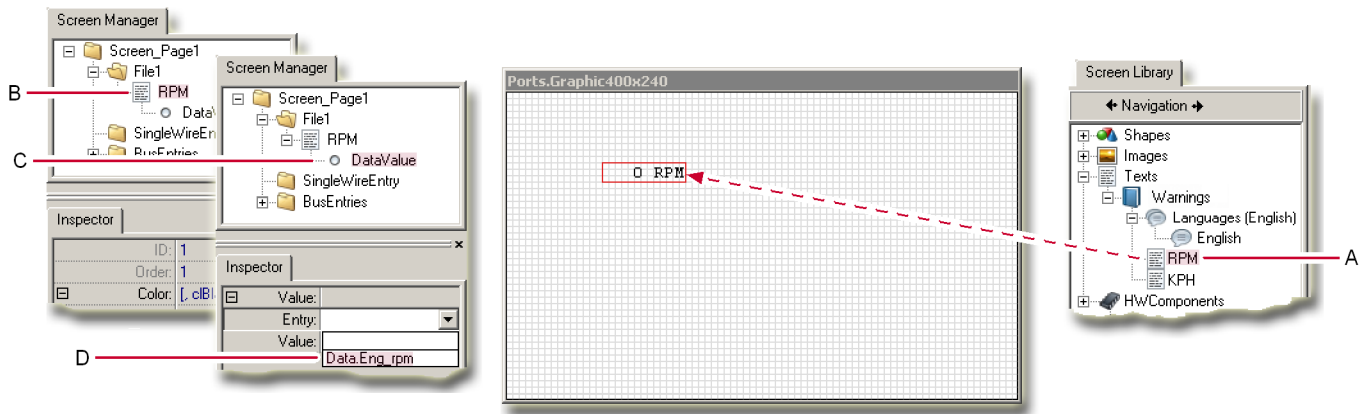 Screen Manager
Screen_Page1
File1
B
RPM
SingleWireEn
BusEntries
Inspector
ID: 1
Order: 1
Color: [, clBl
Screen Manager
Screen_Page1
File1
RPM
C
DataValue
SingleWireEntry
BusEntries
Inspector
Value:
Entry:
Value:
D
Data.Eng_rpm
Ports.Graphic400x240
0 RPM
Screen Library
Navigation
Shapes
Images
Texts
Warnings
Languages (English)
English
RPM
A
KPH
HWComponents